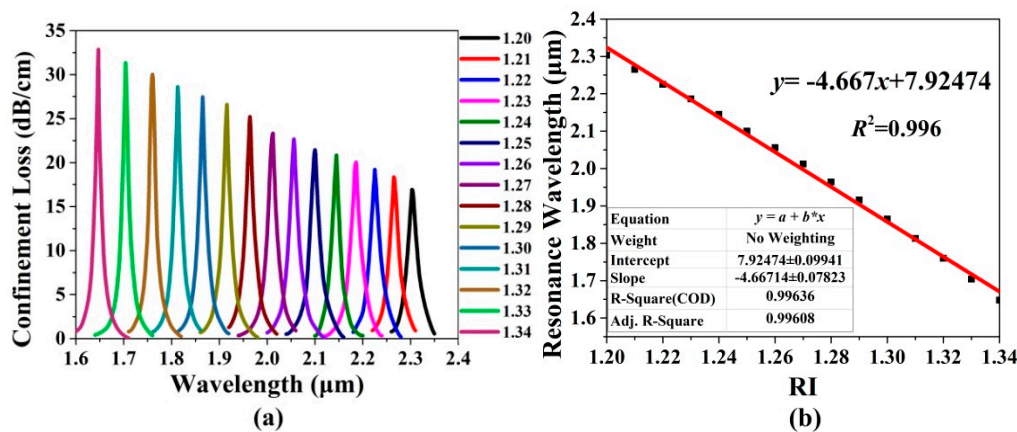 35
30
25
20
15
10
5
0
Confinement Loss (dB/cm)
1.6 1.7 1.8 1.9 2.0 2.1 2.2 2.3 2.4
Wavelength (μm)
(a)
1.20
1.21
1.22
1.23
1.24
1.25
1.26
1.27
1.28
1.29
1.30
1.31
1.32
1.33
1.34
2.4
2.3
2.2
2.1
2.0
1.9
1.8
1.7
1.6
Resonance Wavelength (μm)
y= -4.667x+7.92474
R²=0.996
Equation y = a + b*x
Weight No Weighting
Intercept 7.92474±0.09941
Slope -4.66714±0.07823
R-Square(COD) 0.99636
Adj. R-Square 0.99608
1.20 1.22 1.24 1.26 1.28 1.30 1.32 1.34
RI
(b)